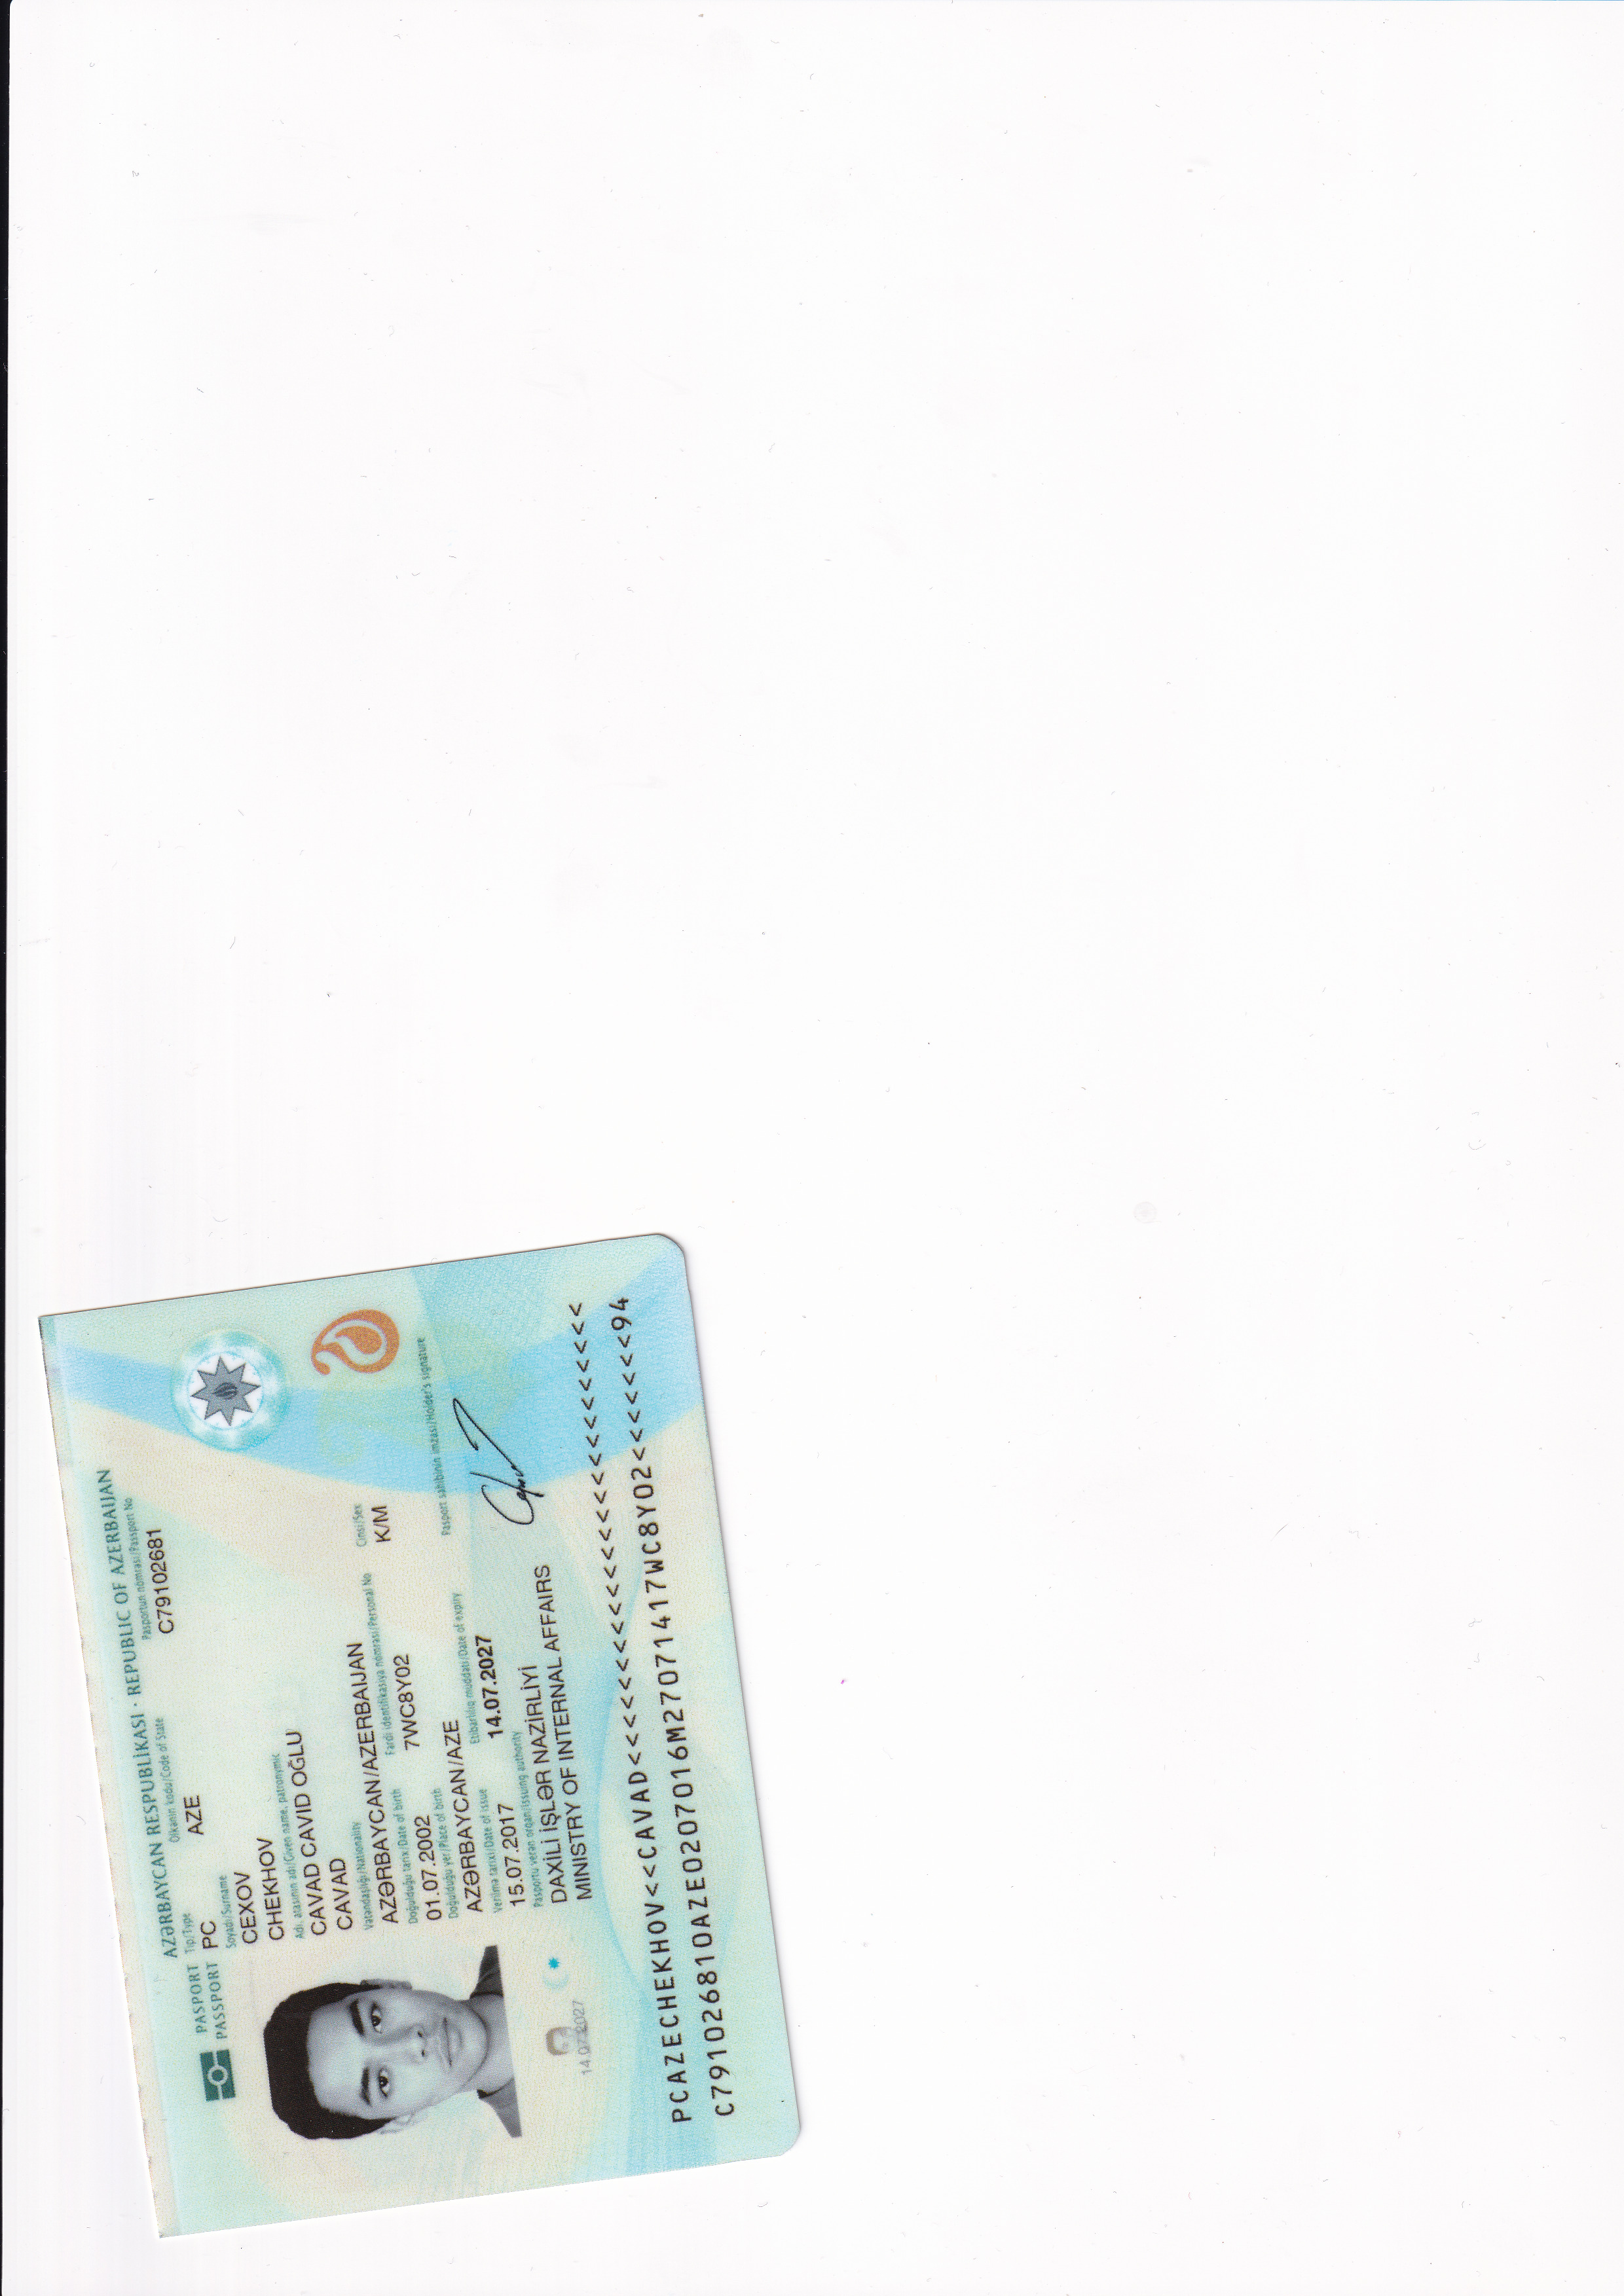 AZƏRBAYCAN RESPUBLİKASI · REPUBLIC OF AZERBAIJAN
PASPORT
PASSPORT
Tip/Type
PC
Ölkənin kodu/Code of State
AZE
Pasportun nömrəsi/Passport No
C79102681
Soyadı/Surname
CEXOV
CHEKHOV
Adı, atasının adı/Given name, patronymic
CAVAD CAVID OĞLU
CAVAD
Vətəndaşlığı/Nationality
AZƏRBAYCAN/AZERBAIJAN
Cinsi/Sex
K/M
Doğulduğu tarix/Date of birth
01.07.2002
Fərdi identifikasiya nömrəsi/Personal No
7WC8Y02
Doğulduğu yer/Place of birth
AZƏRBAYCAN/AZE
Pasport sahibinin imzası/Holder's signature
Verilmə tarixi/Date of issue
15.07.2017
Etibarlılıq müddəti/Date of expiry
14.07.2027
Pasportu verən orqan/Issuing authority
DAXİLİ İŞLƏR NAZİRLİYİ
MINISTRY OF INTERNAL AFFAIRS
14.07.2027
PCAZECHEKHOV<<CAVAD<<<<<<<<<<<<<<<<<<<<<<<<<
C791026810AZE0207016M27071417WC8Y02<<<<<<<94